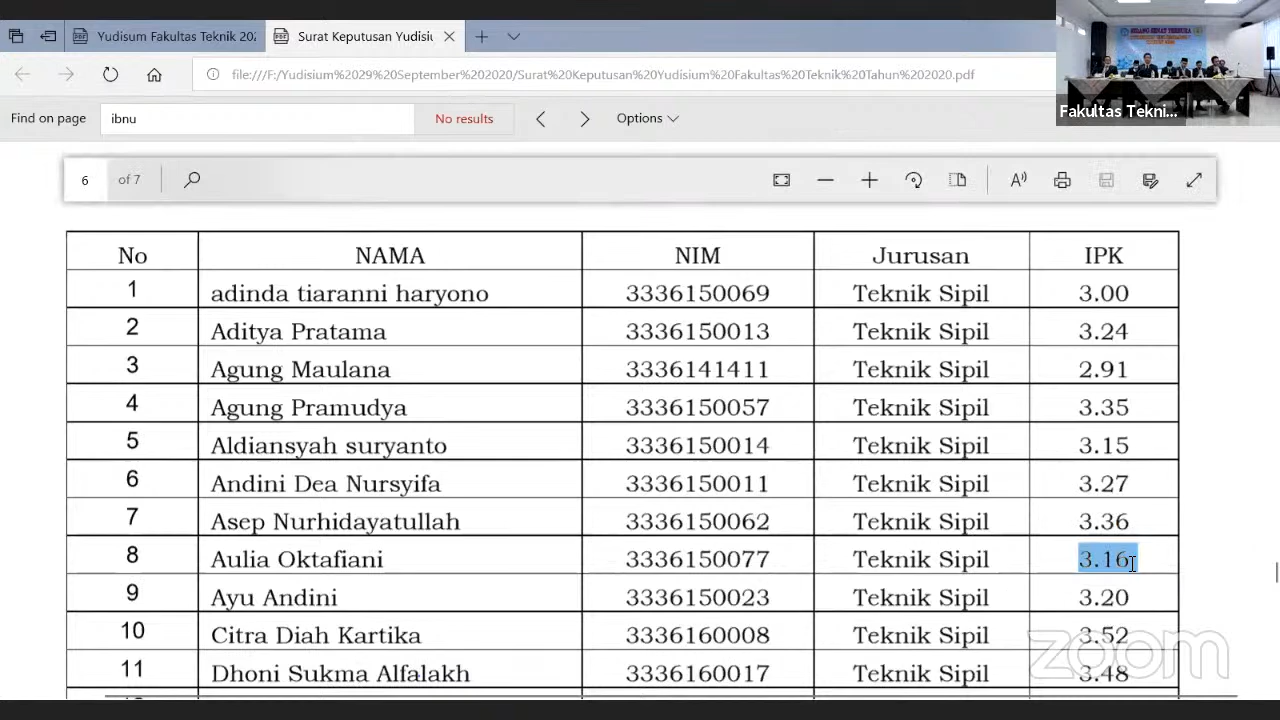 Yudisum Fakultas Teknik 202
Surat Keputusan Yudisiu
file:///F:/Yudisium%2029%20September%202020/Surat%20Keputusan%20Yudisium%20Fakultas%20Teknik%20Tahun%202020.pdf
Find on page
ibnu
No results
Options
Fakultas Tekni...
6 of 7
No NAMA NIM Jurusan IPK
1 adinda tiaranni haryono 3336150069 Teknik Sipil 3.00
2 Aditya Pratama 3336150013 Teknik Sipil 3.24
3 Agung Maulana 3336141411 Teknik Sipil 2.91
4 Agung Pramudya 3336150057 Teknik Sipil 3.35
5 Aldiansyah suryanto 3336150014 Teknik Sipil 3.15
6 Andini Dea Nursyifa 3336150011 Teknik Sipil 3.27
7 Asep Nurhidayatullah 3336150062 Teknik Sipil 3.36
8 Aulia Oktafiani 3336150077 Teknik Sipil 3.16
9 Ayu Andini 3336150023 Teknik Sipil 3.20
10 Citra Diah Kartika 3336160008 Teknik Sipil 3.52
11 Dhoni Sukma Alfalakh 3336160017 Teknik Sipil 3.48
zoom